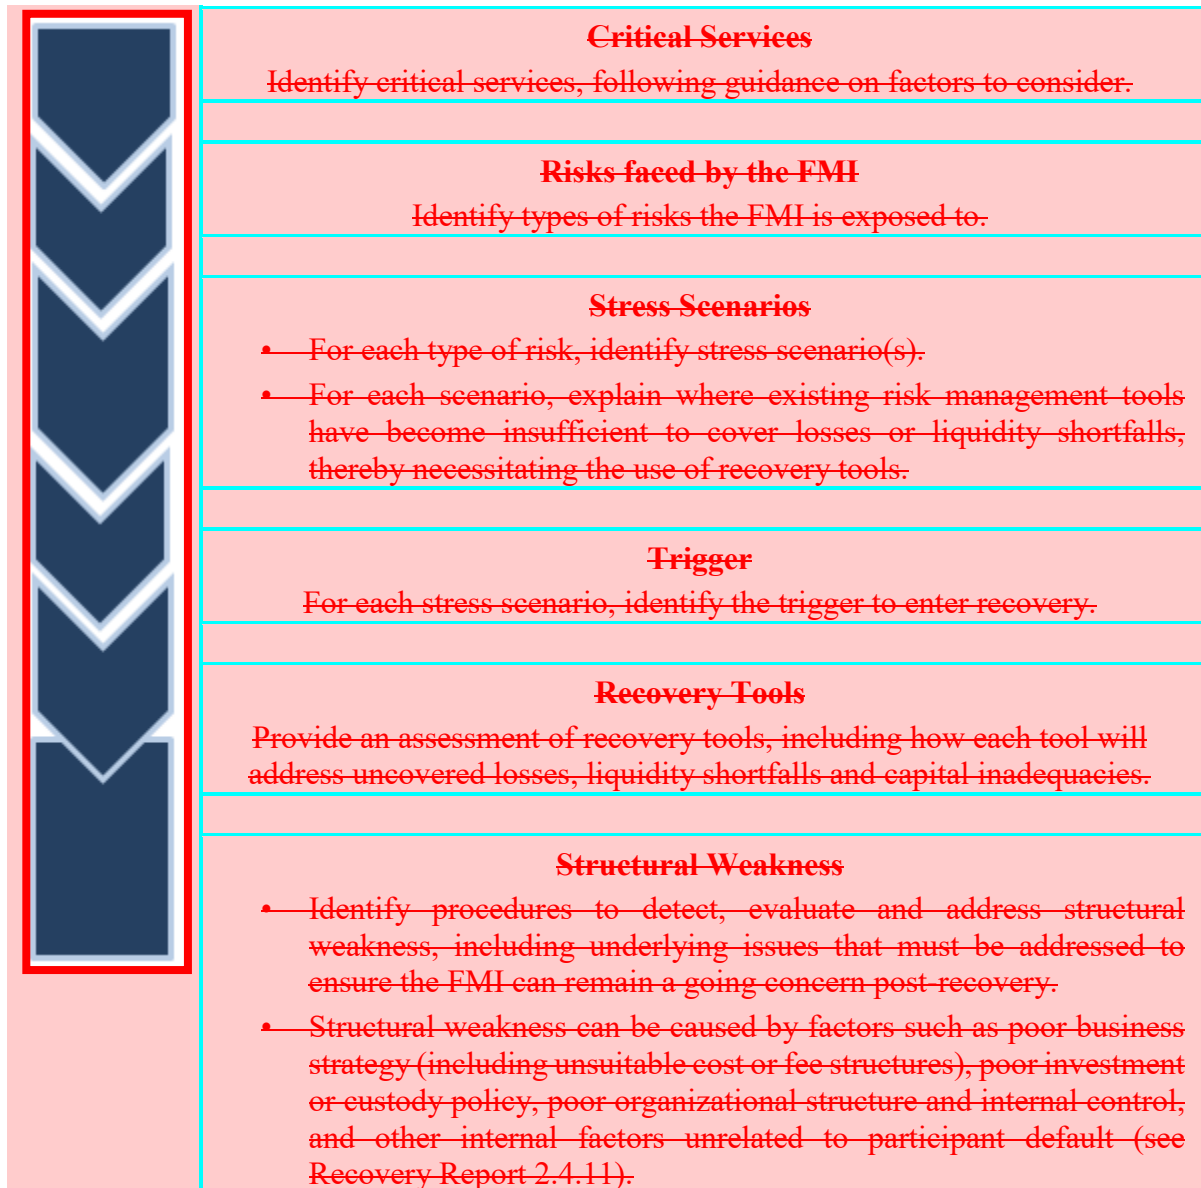 Critical Services
Identify critical services, following guidance on factors to consider.
Risks faced by the FMI
Identify types of risks the FMI is exposed to.
Stress Scenarios
• For each type of risk, identify stress scenario(s).
• For each scenario, explain where existing risk management tools
have become insufficient to cover losses or liquidity shortfalls,
thereby necessitating the use of recovery tools.
Trigger
For each stress scenario, identify the trigger to enter recovery.
Recovery Tools
Provide an assessment of recovery tools, including how each tool will
address uncovered losses, liquidity shortfalls and capital inadequacies.
Structural Weakness
• Identify procedures to detect, evaluate and address structural
weakness, including underlying issues that must be addressed to
ensure the FMI can remain a going concern post-recovery.
• Structural weakness can be caused by factors such as poor business
strategy (including unsuitable cost or fee structures), poor investment
or custody policy, poor organizational structure and internal control,
and other internal factors unrelated to participant default (see
Recovery Report 2.4.11).